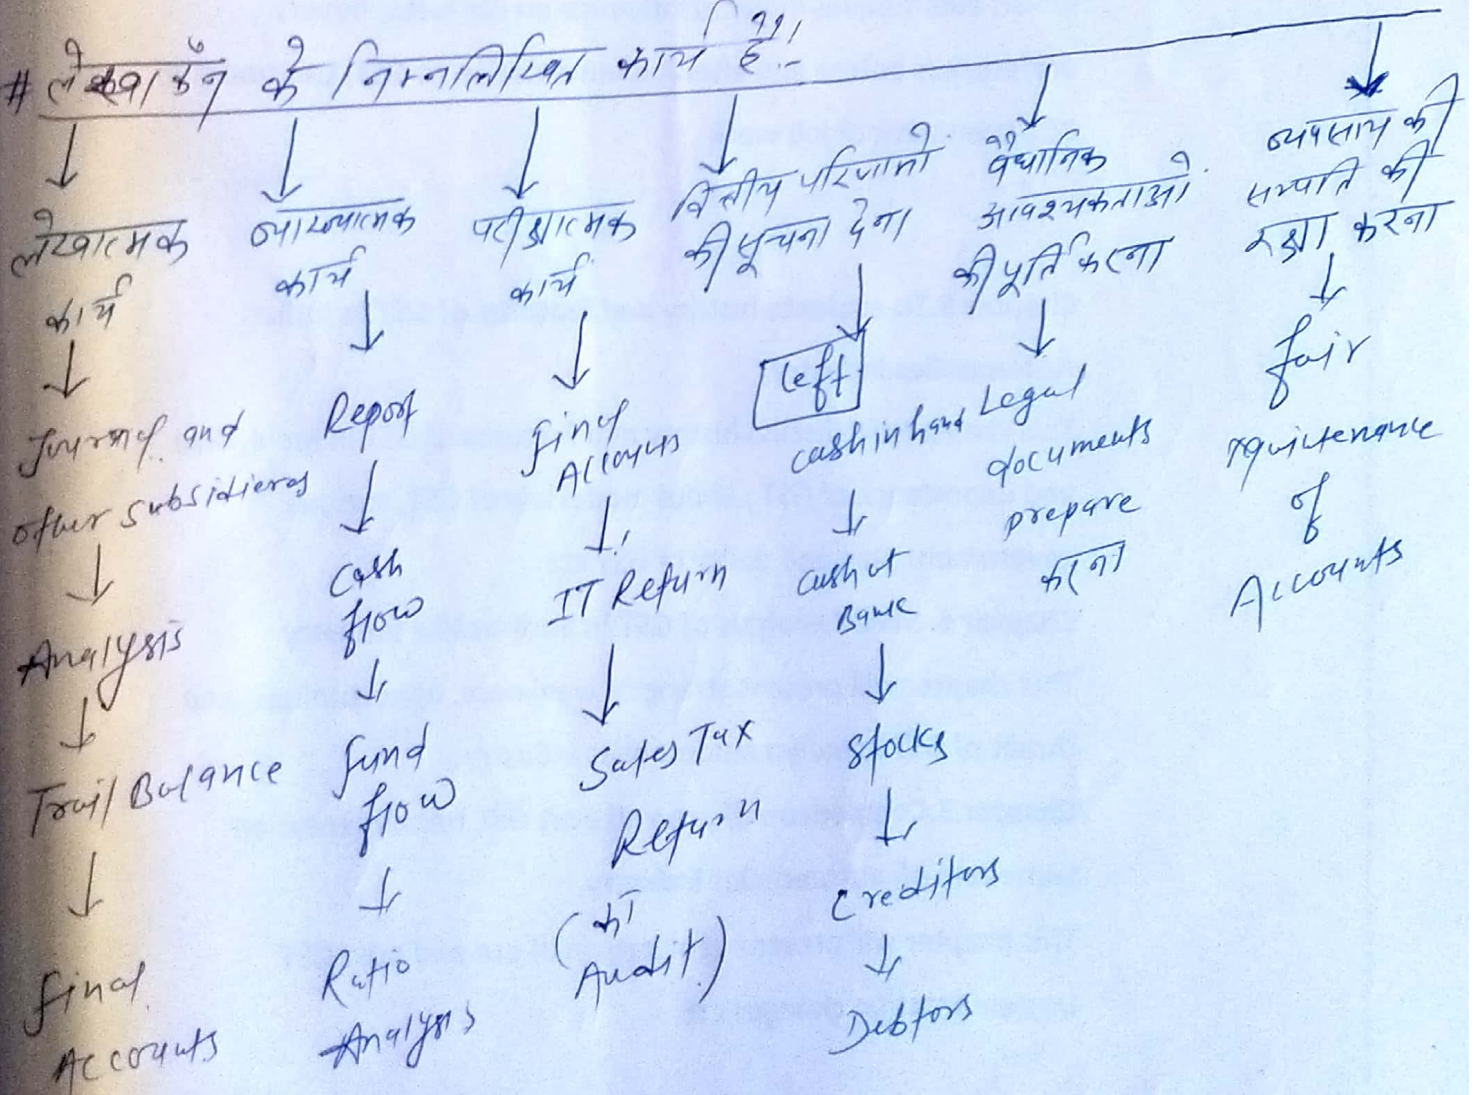 # लेखांकन के निम्नलिखित कार्य हैं।-
लेखात्मक
कार्य
Journal and
other subsidieres
Analysis
Trail Balance
final
Accounts
व्याख्यात्मक
कार्य
Report
Cash
flow
fund
flow
Ratio
Analysis
परीक्षात्मक
कार्य
final
Accounts
IT Return
Sales Tax
Return
(का
Audit)
वित्तीय परिणामों
की सूचना देना
Left
cash in hand
cash at
Bank
stocks
Creditors
Debtors
वैधानिक
आवश्यकताओं
की पूर्ति करना
Legal
documents
prepare
करना
व्यवसाय की
सम्पति की
रक्षा करना
fair
maintenance
of
Accounts